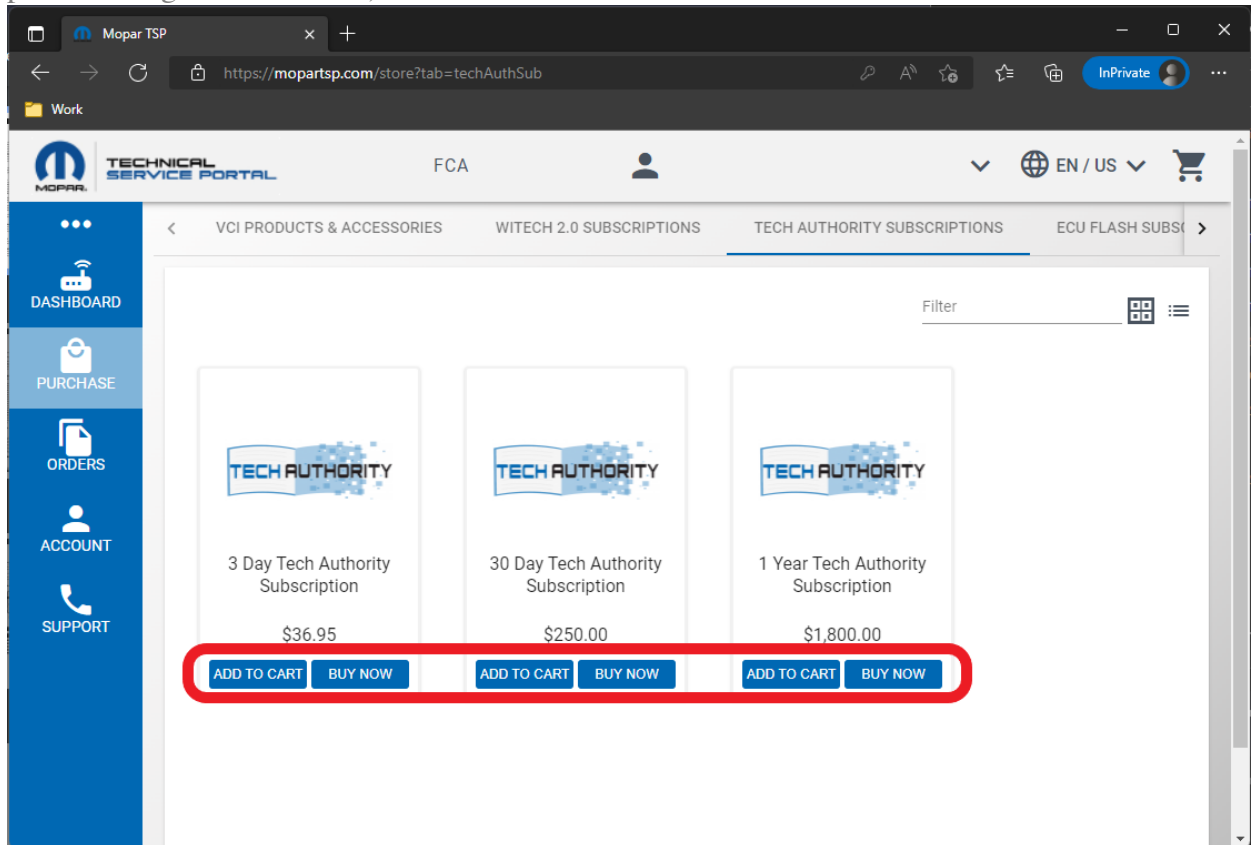 Mopar TSP
https://mopartsp.com/store?tab=techAuthSub
InPrivate
Work
MOPAR.
TECHNICAL
SERVICE PORTAL
FCA
EN / US
VCI PRODUCTS & ACCESSORIES
WITECH 2.0 SUBSCRIPTIONS
TECH AUTHORITY SUBSCRIPTIONS
ECU FLASH
DASHBOARD
PURCHASE
ORDERS
ACCOUNT
SUPPORT
Filter
TECH AUTHORITY
3 Day Tech Authority
Subscription
$36.95
ADD TO CART BUY NOW
TECH AUTHORITY
30 Day Tech Authority
Subscription
$250.00
ADD TO CART BUY NOW
TECH AUTHORITY
1 Year Tech Authority
Subscription
$1,800.00
ADD TO CART BUY NOW